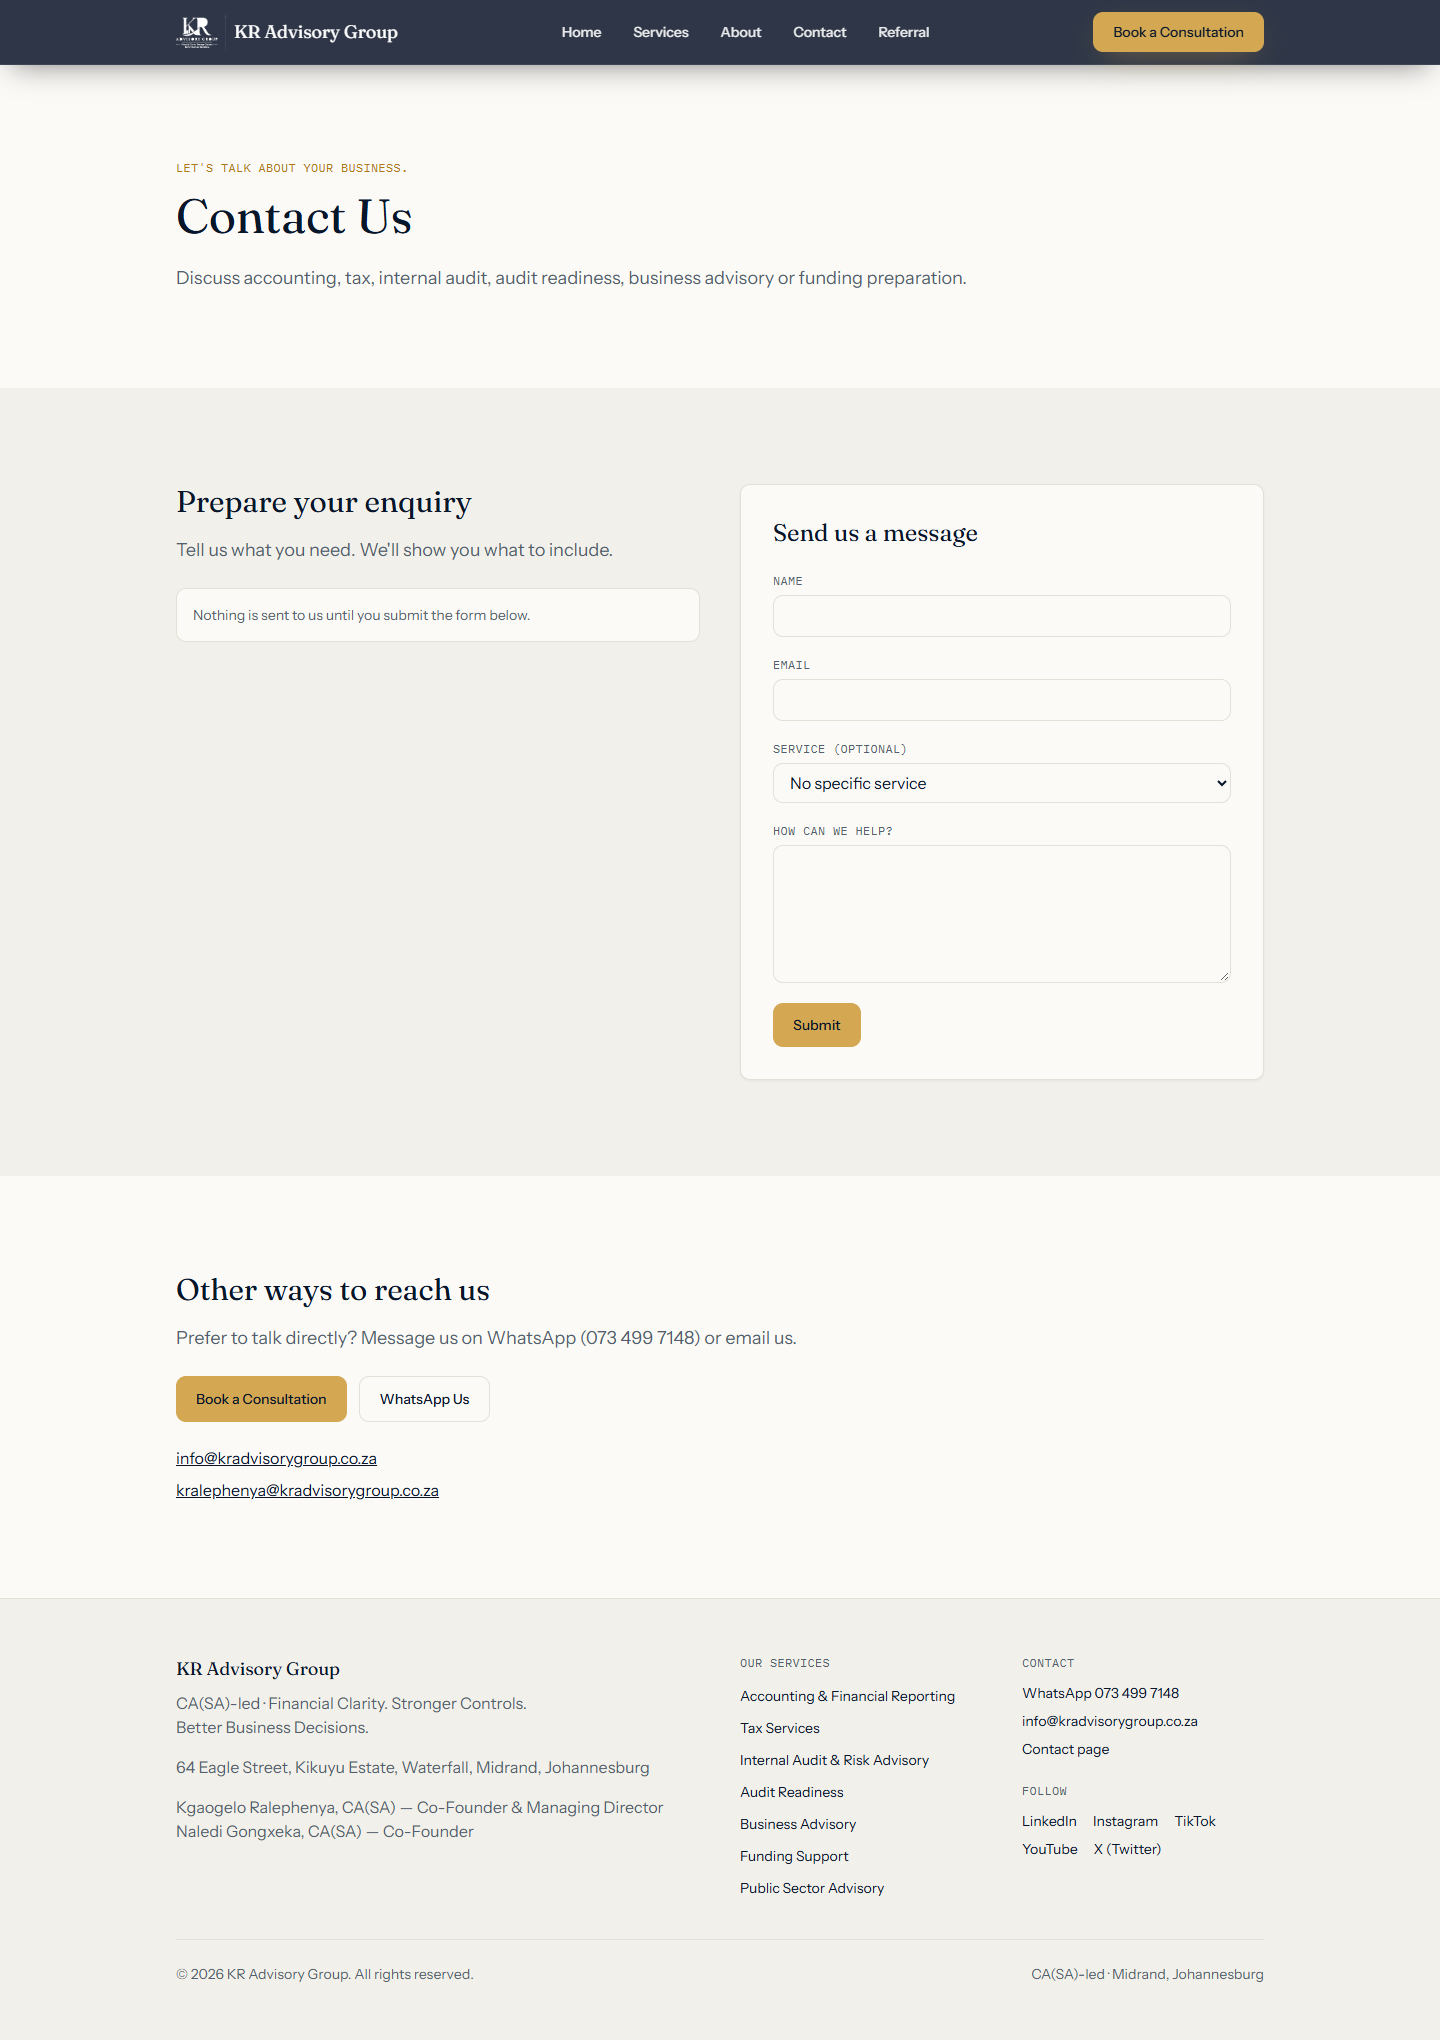 KR
ADVISORY GROUP
KR Advisory Group
Home
Services
About
Contact
Referral
Book a Consultation
LET'S TALK ABOUT YOUR BUSINESS.
Contact Us
Discuss accounting, tax, internal audit, audit readiness, business advisory or funding preparation.
Prepare your enquiry
Tell us what you need. We'll show you what to include.
Nothing is sent to us until you submit the form below.
Send us a message
NAME
EMAIL
SERVICE (OPTIONAL)
No specific service
HOW CAN WE HELP?
Submit
Other ways to reach us
Prefer to talk directly? Message us on WhatsApp (073 499 7148) or email us.
Book a Consultation
WhatsApp Us
info@kradvisorygroup.co.za
kralephenya@kradvisorygroup.co.za
KR Advisory Group
CA(SA)-led · Financial Clarity. Stronger Controls.
Better Business Decisions.
64 Eagle Street, Kikuyu Estate, Waterfall, Midrand, Johannesburg
Kgaogelo Ralephenya, CA(SA) — Co-Founder & Managing Director
Naledi Gongxeka, CA(SA) — Co-Founder
OUR SERVICES
Accounting & Financial Reporting
Tax Services
Internal Audit & Risk Advisory
Audit Readiness
Business Advisory
Funding Support
Public Sector Advisory
CONTACT
WhatsApp 073 499 7148
info@kradvisorygroup.co.za
Contact page
FOLLOW
LinkedIn
Instagram
TikTok
YouTube
X (Twitter)
© 2026 KR Advisory Group. All rights reserved.
CA(SA)-led · Midrand, Johannesburg